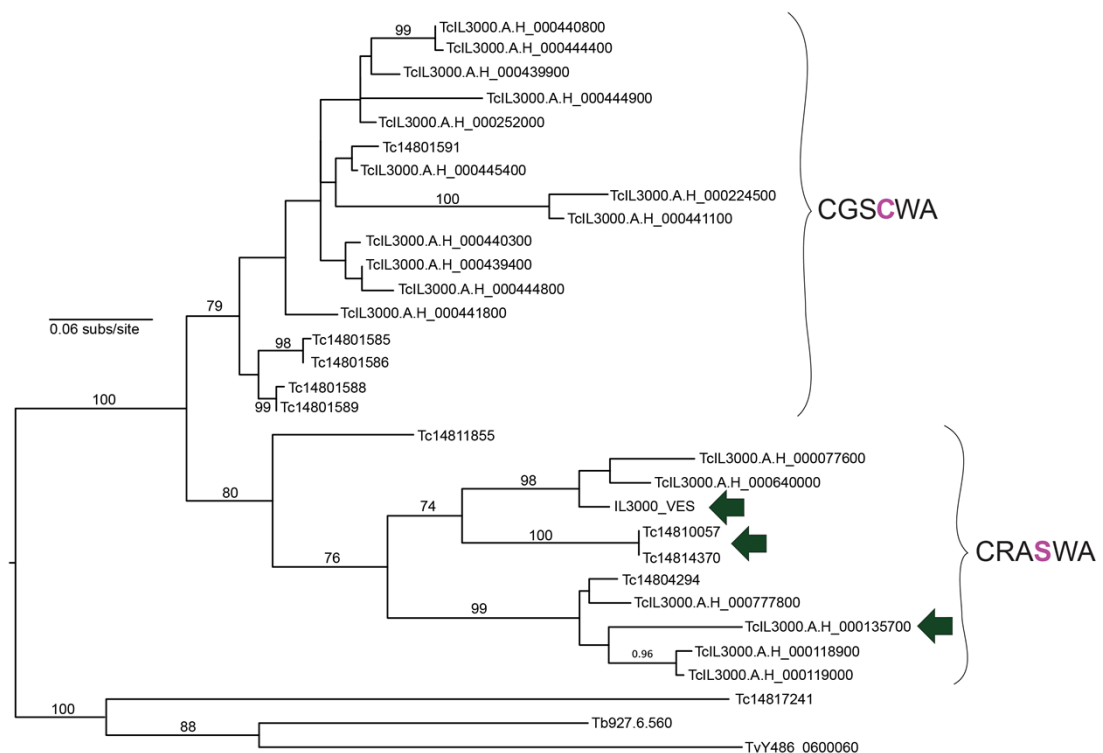 99
TcIL3000.A.H_000440800
TcIL3000.A.H_000444400
TcIL3000.A.H_000439900
TcIL3000.A.H_000444900
TcIL3000.A.H_000252000
Tc14801591
TcIL3000.A.H_000445400
100
TcIL3000.A.H_000224500
TcIL3000.A.H_000441100
CGSCWA
TcIL3000.A.H_000440300
TcIL3000.A.H_000439400
TcIL3000.A.H_000444800
79
TcIL3000.A.H_000441800
0.06 subs/site
98
Tc14801585
Tc14801586
Tc14801588
99
Tc14801589
100
Tc14811855
80
TcIL3000.A.H_000077600
98
TcIL3000.A.H_000640000
74
IL3000_VES
100
Tc14810057
Tc14814370
CRASWA
76
Tc14804294
99
TcIL3000.A.H_000777800
TcIL3000.A.H_000135700
0.96
TcIL3000.A.H_000118900
TcIL3000.A.H_000119000
100
Tc14817241
88
Tb927.6.560
TvY486_0600060